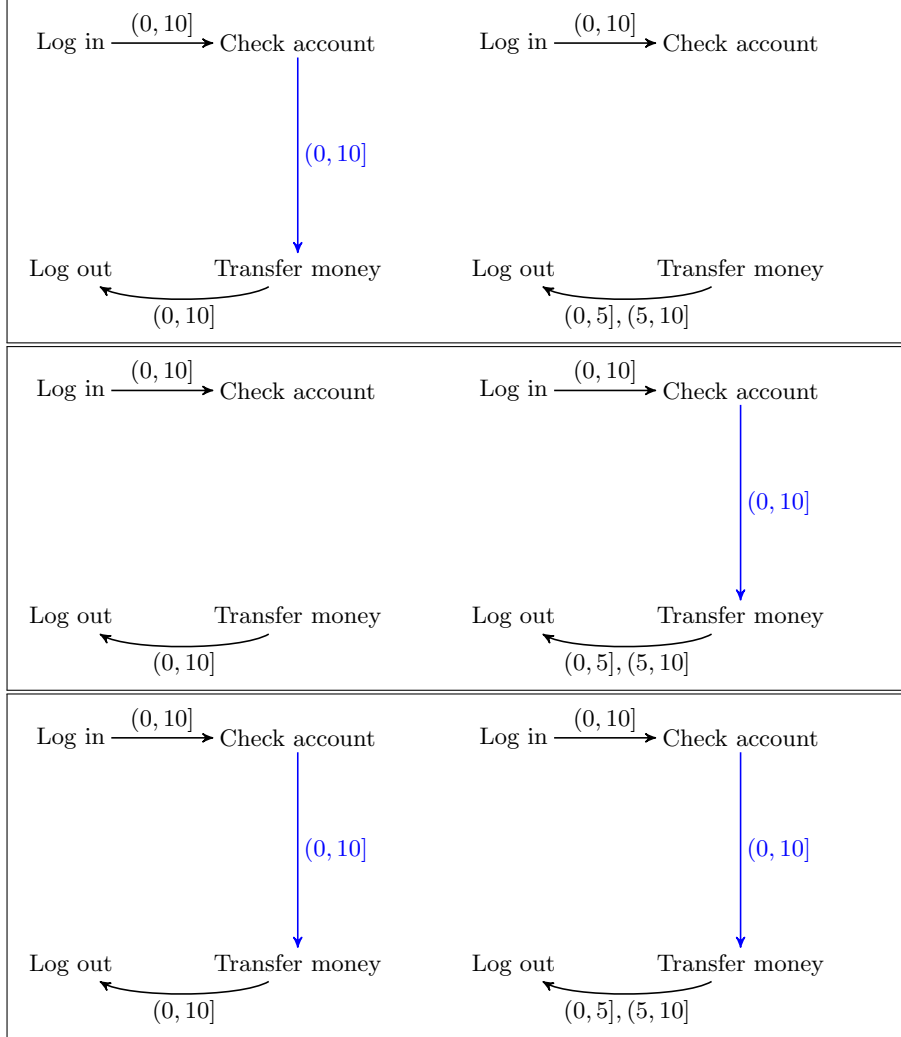 (0, 10] (0, 10]
Log in Check account Log in Check account
(0, 10]
Log out Transfer money Log out Transfer money
(0, 10] (0, 5], (5, 10]
(0, 10] (0, 10]
Log in Check account Log in Check account
(0, 10]
Log out Transfer money Log out Transfer money
(0, 10] (0, 5], (5, 10]
(0, 10] (0, 10]
Log in Check account Log in Check account
(0, 10] (0, 10]
Log out Transfer money Log out Transfer money
(0, 10] (0, 5], (5, 10]